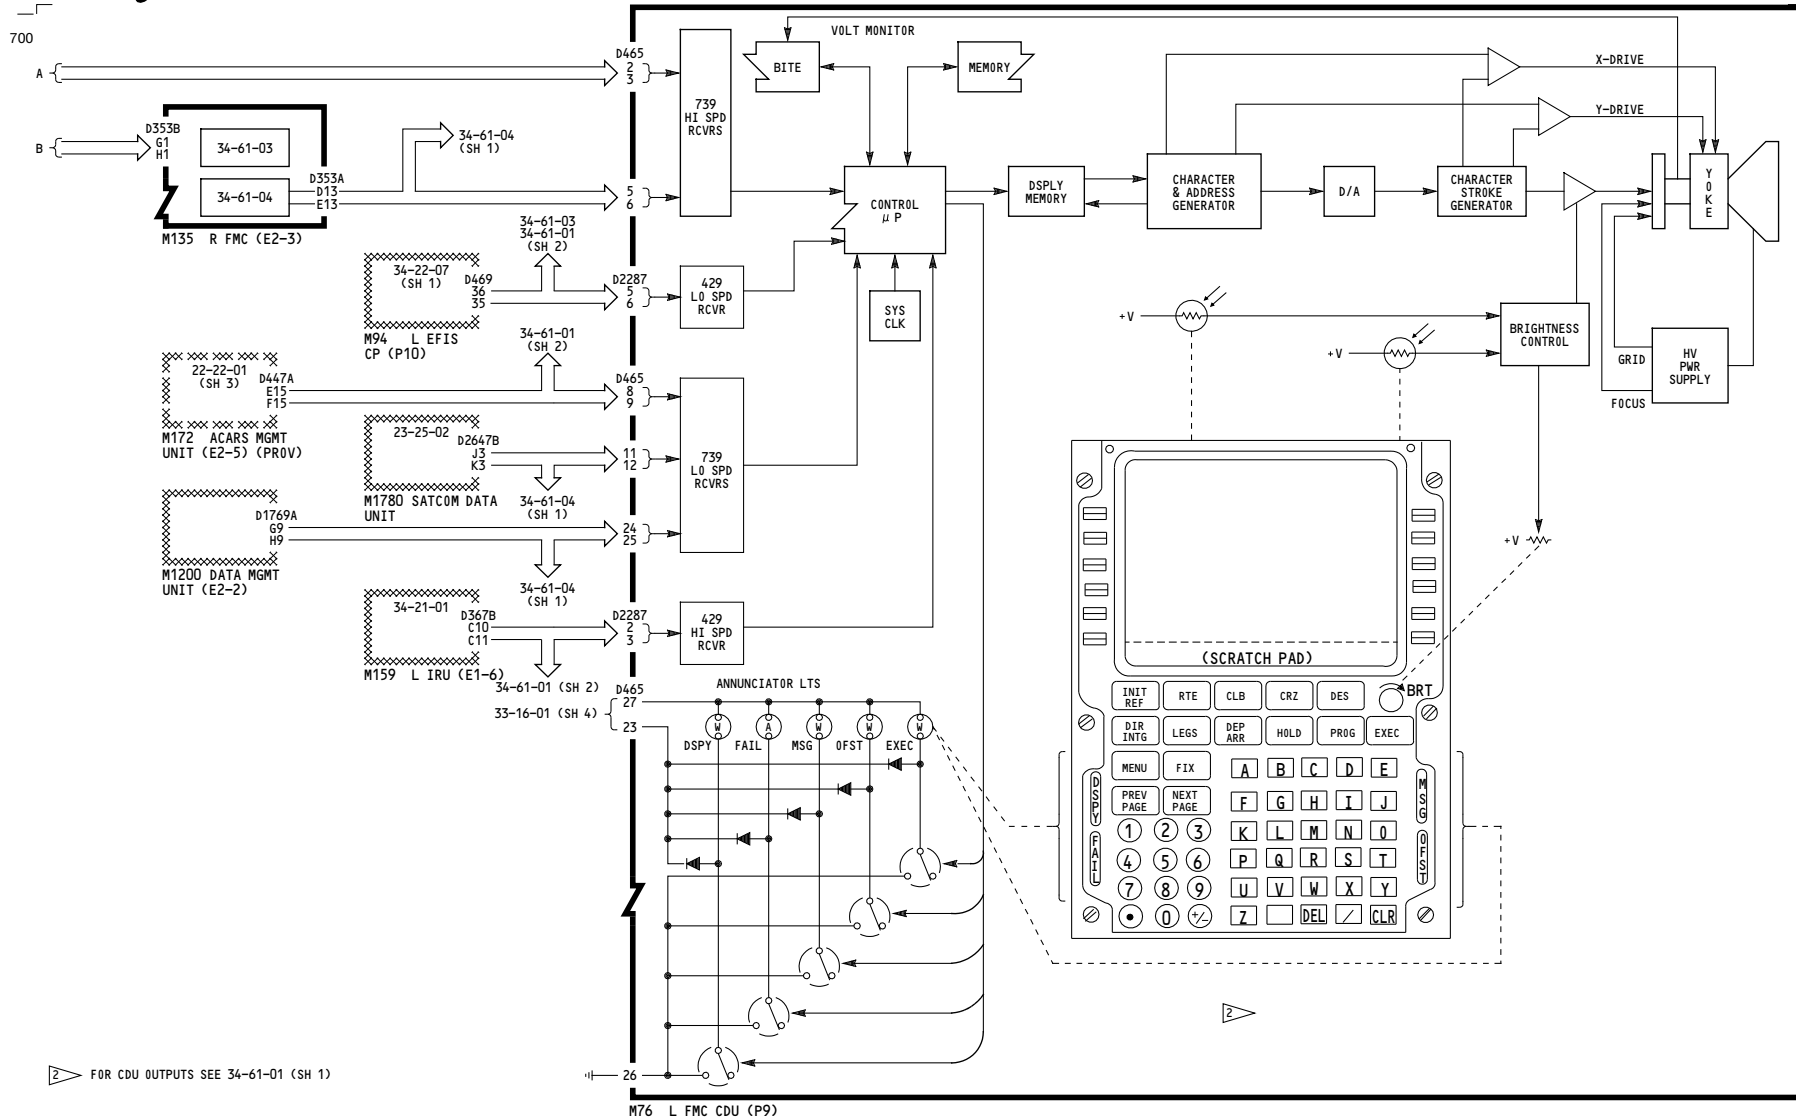 700
A
D465
2
3
739
HI SPD
RCVRS
VOLT MONITOR
BITE
MEMORY
X-DRIVE
Y-DRIVE
B
D353B
G1
H1
34-61-03
34-61-04
D353A
D13
E13
M135 R FMC (E2-3)
34-61-04
(SH 1)
5
6
CONTROL
μ P
DSPLY
MEMORY
CHARACTER
& ADDRESS
GENERATOR
D/A
CHARACTER
STROKE
GENERATOR
YOKE
34-61-03
34-61-01
(SH 2)
34-22-07
(SH 1)
D469
36
35
M94 L EFIS
CP (P10)
D2287
5
6
429
LO SPD
RCVR
SYS
CLK
+V
+V
BRIGHTNESS
CONTROL
GRID
FOCUS
HV
PWR
SUPPLY
34-61-01
(SH 2)
22-22-01
(SH 3)
D447A
E15
F15
M172 ACARS MGMT
UNIT (E2-5) (PROV)
D465
8
9
23-25-02
D2647B
J3
K3
M1780 SATCOM DATA
UNIT
11
12
739
LO SPD
RCVRS
34-61-04
(SH 1)
D1769A
G9
H9
M1200 DATA MGMT
UNIT (E2-2)
24
25
34-61-04
(SH 1)
+V
34-21-01
D367B
C10
C11
M159 L IRU (E1-6)
D2287
2
3
429
HI SPD
RCVR
34-61-01 (SH 2)
33-16-01 (SH 4)
D465
27
23
ANNUNCIATOR LTS
W
A
W
W
W
DSPY
FAIL
MSG
OFST
EXEC
(SCRATCH PAD)
INIT
REF
RTE
CLB
CRZ
DES
BRT
DIR
INTG
LEGS
DEP
ARR
HOLD
PROG
EXEC
MENU
FIX
A B C D E
PREV
PAGE
NEXT
PAGE
F G H I J
1 2 3
K L M N O
4 5 6
P Q R S T
7 8 9
U V W X Y
• 0 +/-
Z DEL / CLR
DSPY
FAIL
MSG
OFST
2
26
2 FOR CDU OUTPUTS SEE 34-61-01 (SH 1)
M76 L FMC CDU (P9)